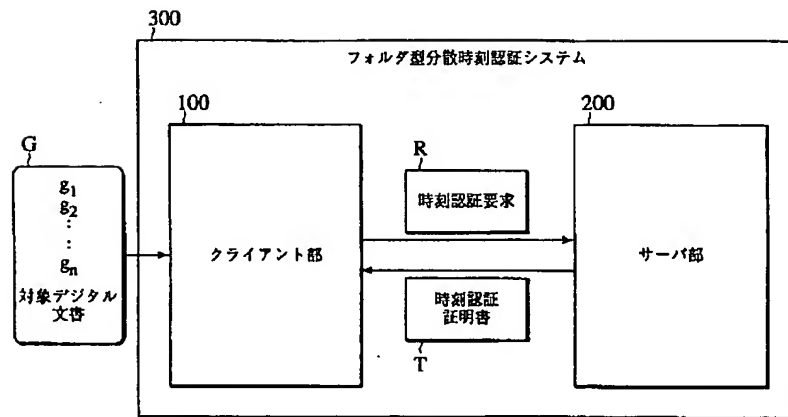 300
フォルダ型分散時刻認証システム
100
200
G
g1
g2
:
:
gn
対象デジタル
文書
クライアント部
R
時刻認証要求
時刻認証
証明書
T
サーバ部